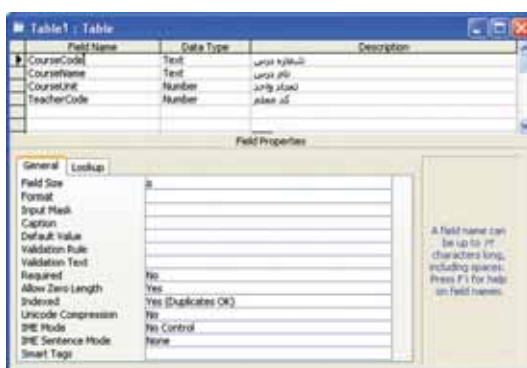 Table1 : Table
Field Name Data Type Description
CourseCode Text شماره درس
CourseName Text نام درس
CourseUnit Number تعداد واحد
TeacherCode Number کد معلم
Field Properties
General Lookup
Field Size
Format
Input Mask
Caption
Default Value
Validation Rule
Validation Text
Required No
Allow Zero Length Yes
Indexed Yes (Duplicates OK)
Unicode Compression No
IME Mode No Control
IME Sentence Mode None
Smart Tags
A field name can
be up to ۶۴
characters long,
including spaces.
Press F۱ for help
on field names.